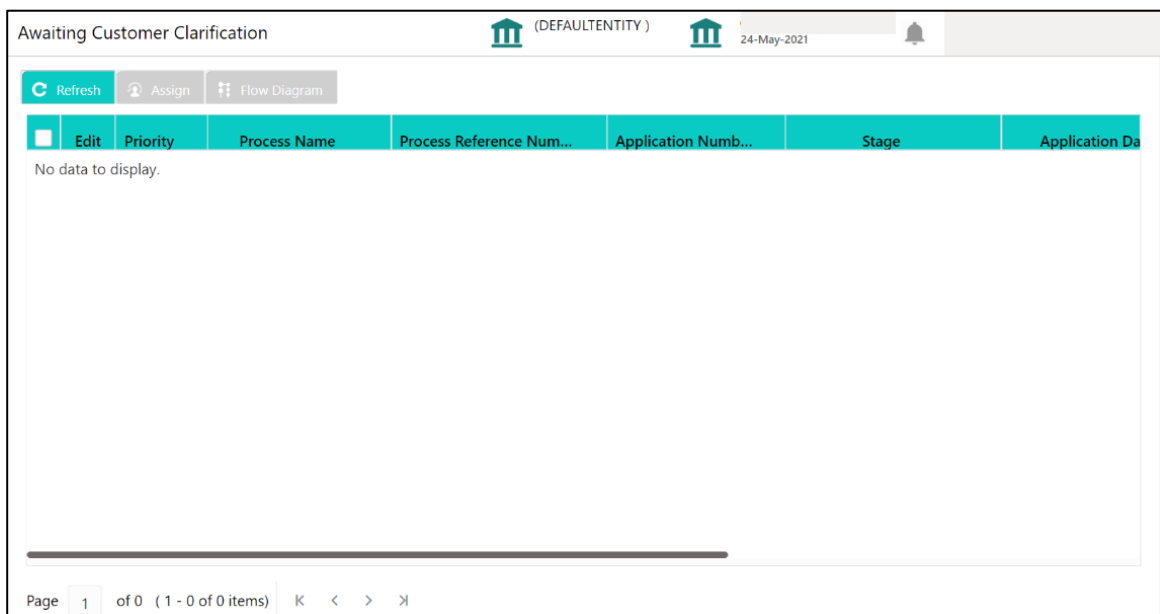 Awaiting Customer Clarification
(DEFAULTENTITY )
24-May-2021
Refresh Assign Flow Diagram
Edit Priority Process Name Process Reference Num... Application Numb... Stage Application Da
No data to display.
Page 1 of 0 ( 1 - 0 of 0 items)